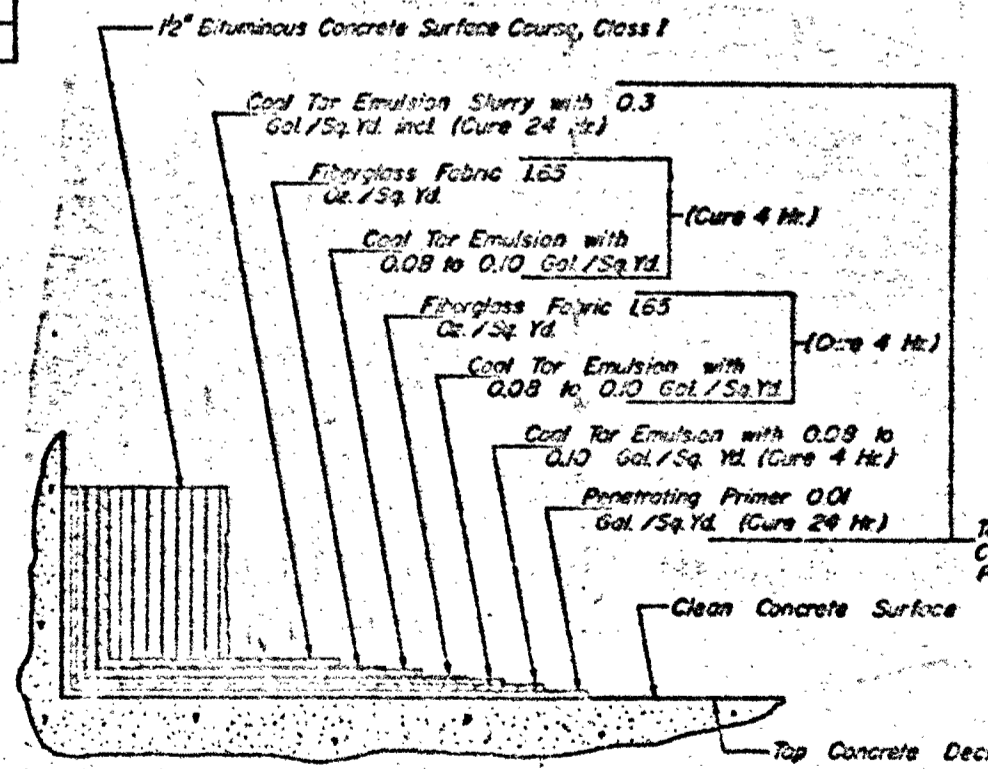 1½" Bituminous Concrete Surface Course, Class I
Coal Tar Emulsion Slurry with 0.3
Gal./Sq.Yd. incl. (Cure 24 Hr.)
Fiberglass Fabric 1.65
Oz./Sq. Yd.
(Cure 4 Hr.)
Coal Tar Emulsion with
0.08 to 0.10 Gal./Sq.Yd.
Fiberglass Fabric 1.65
Oz./Sq. Yd.
(Cure 4 Hr.)
Coal Tar Emulsion with
0.08 to 0.10 Gal./Sq.Yd.
Coal Tar Emulsion with 0.08 to
0.10 Gal./Sq. Yd. (Cure 4 Hr.)
Penetrating Primer 0.01
Gal./Sq.Yd. (Cure 24 Hr.)
Clean Concrete Surface
Top Concrete Dec